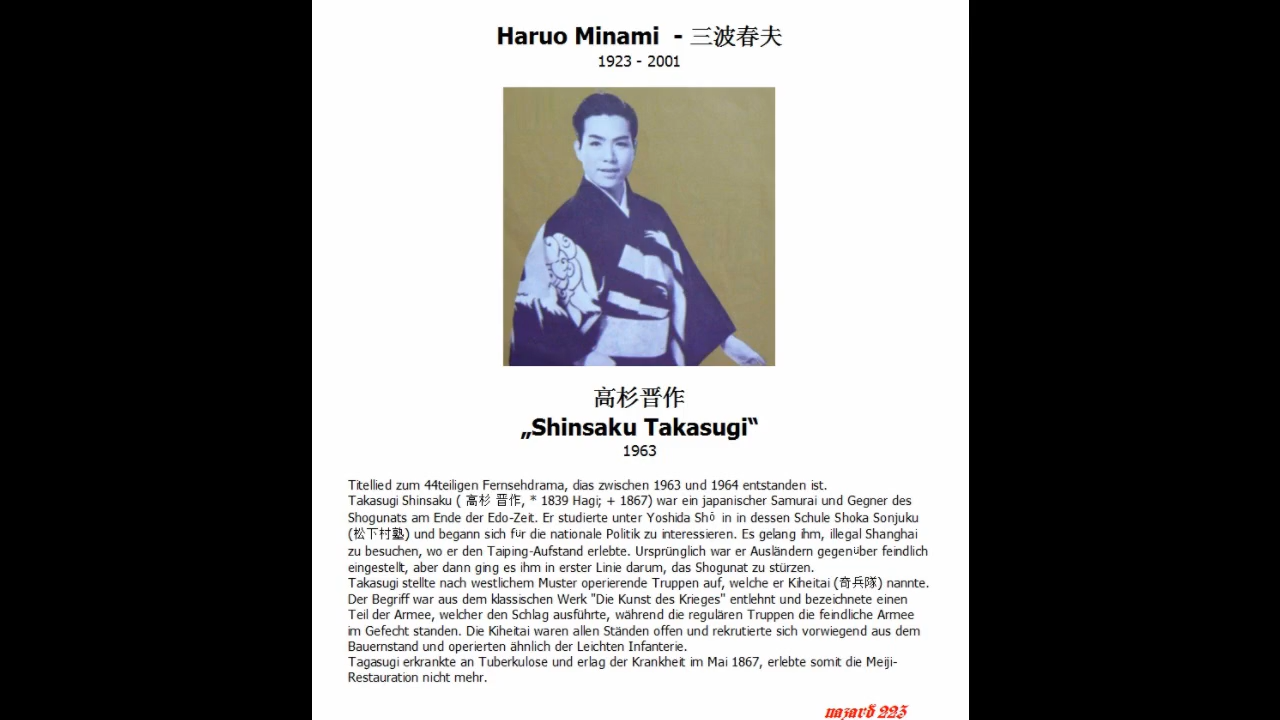 Haruo Minami - 三波春夫
1923 - 2001
高杉晋作
„Shinsaku Takasugi‟
1963
Titellied zum 44teiligen Fernsehdrama, dias zwischen 1963 und 1964 entstanden ist.
Takasugi Shinsaku ( 高杉 晋作, * 1839 Hagi; + 1867) war ein japanischer Samurai und Gegner des
Shogunats am Ende der Edo-Zeit. Er studierte unter Yoshida Shō in in dessen Schule Shoka Sonjuku
(松下村塾) und begann sich für die nationale Politik zu interessieren. Es gelang ihm, illegal Shanghai
zu besuchen, wo er den Taiping-Aufstand erlebte. Ursprünglich war er Ausländern gegenüber feindlich
eingestellt, aber dann ging es ihm in erster Linie darum, das Shogunat zu stürzen.
Takasugi stellte nach westlichem Muster operierende Truppen auf, welche er Kiheitai (奇兵隊) nannte.
Der Begriff war aus dem klassischen Werk "Die Kunst des Krieges" entlehnt und bezeichnete einen
Teil der Armee, welcher den Schlag ausführte, während die regulären Truppen die feindliche Armee
im Gefecht standen. Die Kiheitai waren allen Ständen offen und rekrutierte sich vorwiegend aus dem
Bauernstand und operierten ähnlich der Leichten Infanterie.
Tagasugi erkrankte an Tuberkulose und erlag der Krankheit im Mai 1867, erlebte somit die Meiji-
Restauration nicht mehr.
nazard 223